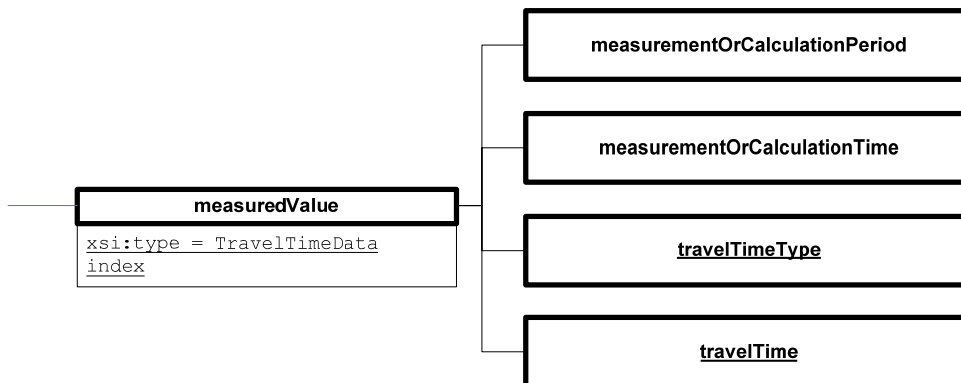 measurementOrCalculationPeriod
measurementOrCalculationTime
measuredValue
xsi:type = TravelTimeData
index
travelTimeType
travelTime